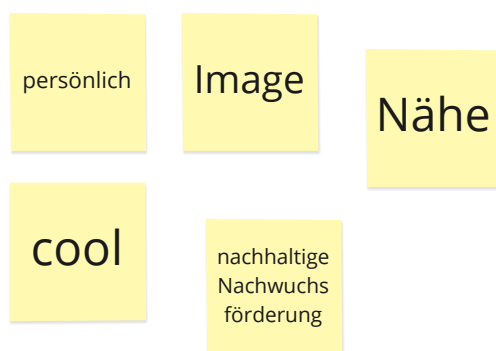 persönlich
Image
Nähe
cool
nachhaltige
Nachwuchs
förderung